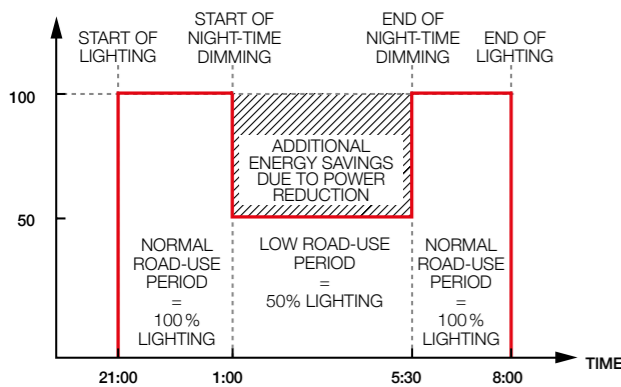 START OF
LIGHTING
START OF
NIGHT-TIME
DIMMING
END OF
NIGHT-TIME
DIMMING
END OF
LIGHTING
100
50
ADDITIONAL
ENERGY SAVINGS
DUE TO POWER
REDUCTION
NORMAL
ROAD-USE
PERIOD
=
100 %
LIGHTING
LOW ROAD-USE
PERIOD
=
50% LIGHTING
NORMAL
ROAD-USE
PERIOD
=
100 %
LIGHTING
TIME
21:00
1:00
5:30
8:00